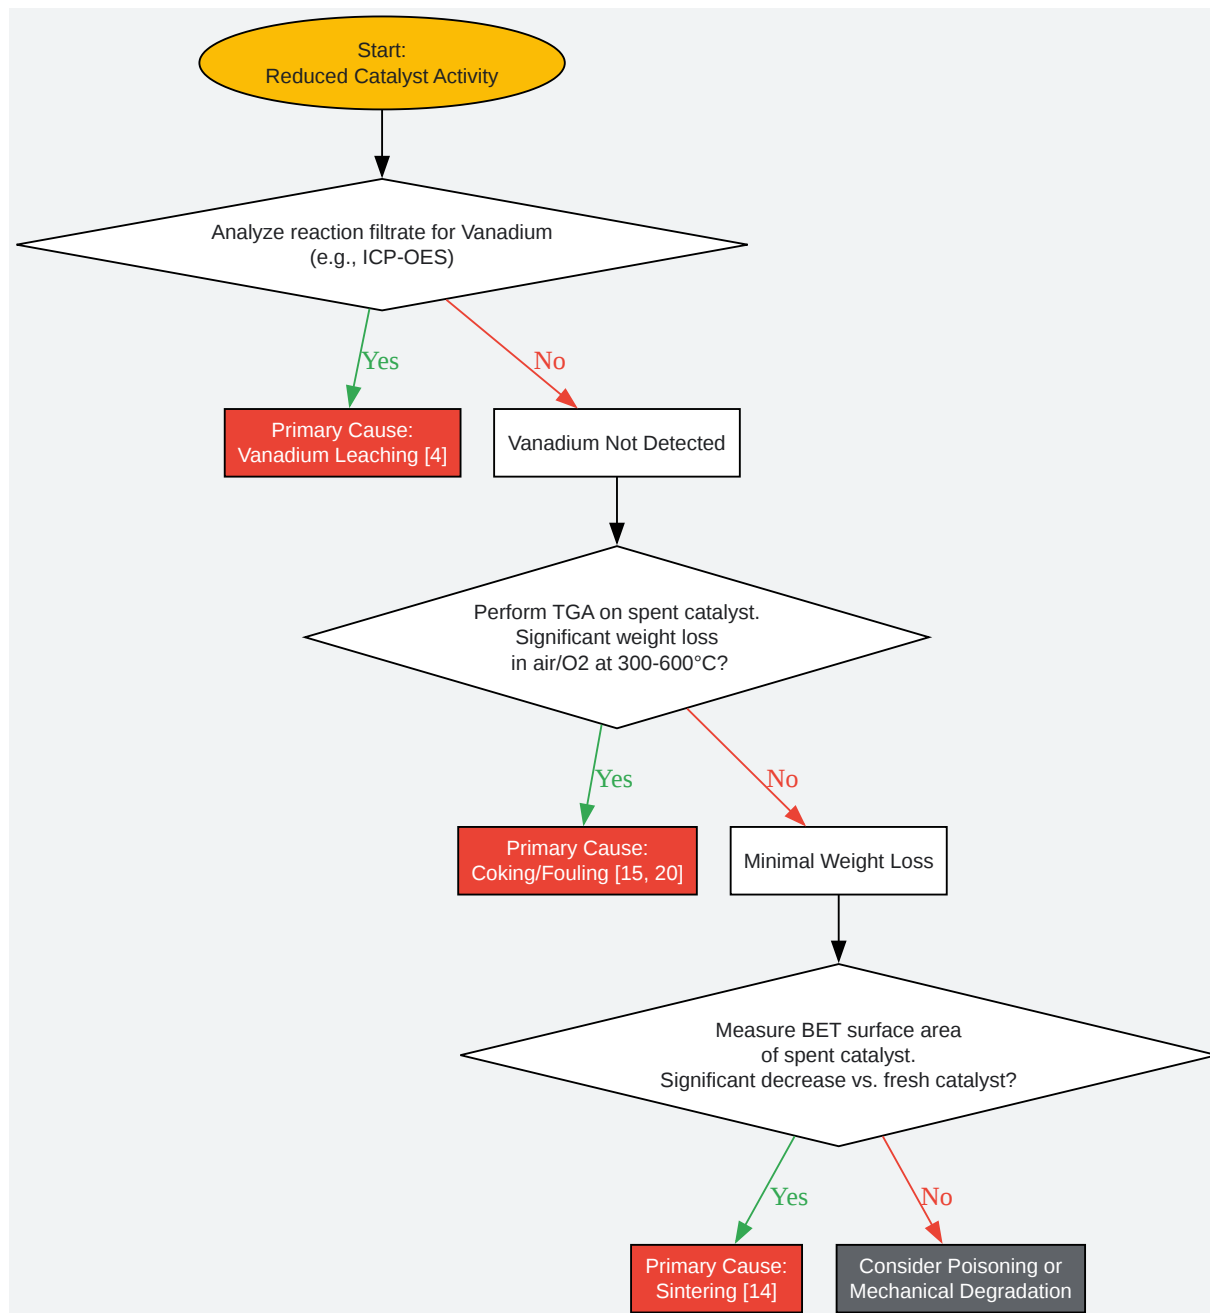 Start:
Reduced Catalyst Activity
Analyze reaction filtrate for Vanadium
(e.g., ICP-OES)
Yes
No
Primary Cause:
Vanadium Leaching [4]
Vanadium Not Detected
Perform TGA on spent catalyst.
Significant weight loss
in air/O2 at 300-600°C?
Yes
No
Primary Cause:
Coking/Fouling [15, 20]
Minimal Weight Loss
Measure BET surface area
of spent catalyst.
Significant decrease vs. fresh catalyst?
Yes
No
Primary Cause:
Sintering [14]
Consider Poisoning or
Mechanical Degradation